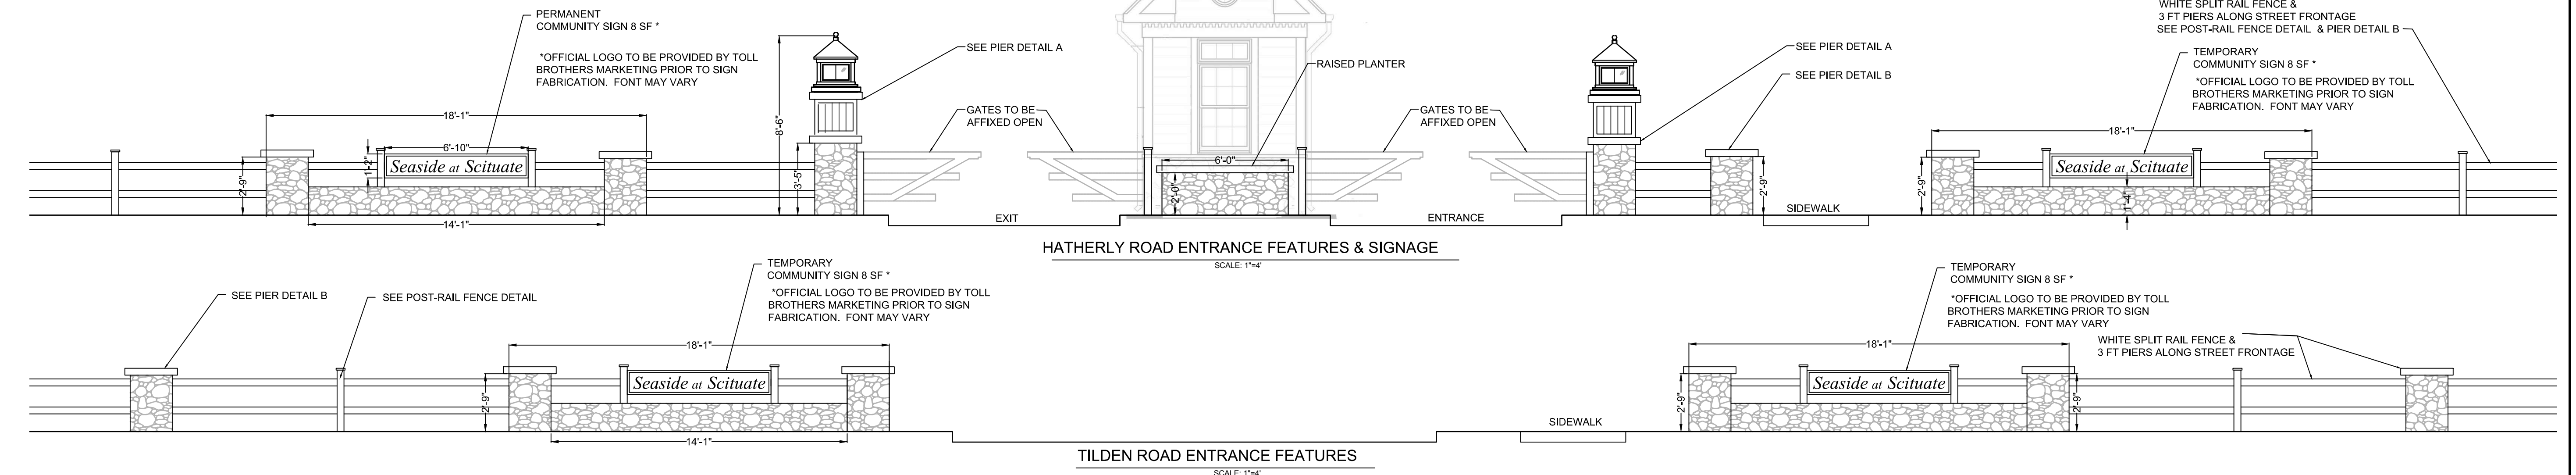 PERMANENT
COMMUNITY SIGN 8 SF *
*OFFICIAL LOGO TO BE PROVIDED BY TOLL
BROTHERS MARKETING PRIOR TO SIGN
FABRICATION. FONT MAY VARY
18'-1"
6'-10"
1'-2"
Seaside at Scituate
2'-9"
14'-1"
8'-6"
3'-5"
SEE PIER DETAIL A
GATES TO BE
AFFIXED OPEN
EXIT
RAISED PLANTER
6'-0"
2'-0"
GATES TO BE
AFFIXED OPEN
ENTRANCE
SEE PIER DETAIL A
SEE PIER DETAIL B
2'-9"
SIDEWALK
WHITE SPLIT RAIL FENCE &
3 FT PIERS ALONG STREET FRONTAGE
SEE POST-RAIL FENCE DETAIL & PIER DETAIL B
TEMPORARY
COMMUNITY SIGN 8 SF *
*OFFICIAL LOGO TO BE PROVIDED BY TOLL
BROTHERS MARKETING PRIOR TO SIGN
FABRICATION. FONT MAY VARY
18'-1"
2'-9"
Seaside at Scituate
1'-4"
HATHERLY ROAD ENTRANCE FEATURES & SIGNAGE
SCALE: 1"=4'
SEE PIER DETAIL B
SEE POST-RAIL FENCE DETAIL
TEMPORARY
COMMUNITY SIGN 8 SF *
*OFFICIAL LOGO TO BE PROVIDED BY TOLL
BROTHERS MARKETING PRIOR TO SIGN
FABRICATION. FONT MAY VARY
18'-1"
2'-9"
Seaside at Scituate
14'-1"
SIDEWALK
TEMPORARY
COMMUNITY SIGN 8 SF *
*OFFICIAL LOGO TO BE PROVIDED BY TOLL
BROTHERS MARKETING PRIOR TO SIGN
FABRICATION. FONT MAY VARY
WHITE SPLIT RAIL FENCE &
3 FT PIERS ALONG STREET FRONTAGE
18'-1"
2'-9"
Seaside at Scituate
2'-9"
TILDEN ROAD ENTRANCE FEATURES
SCALE: 1"=4'